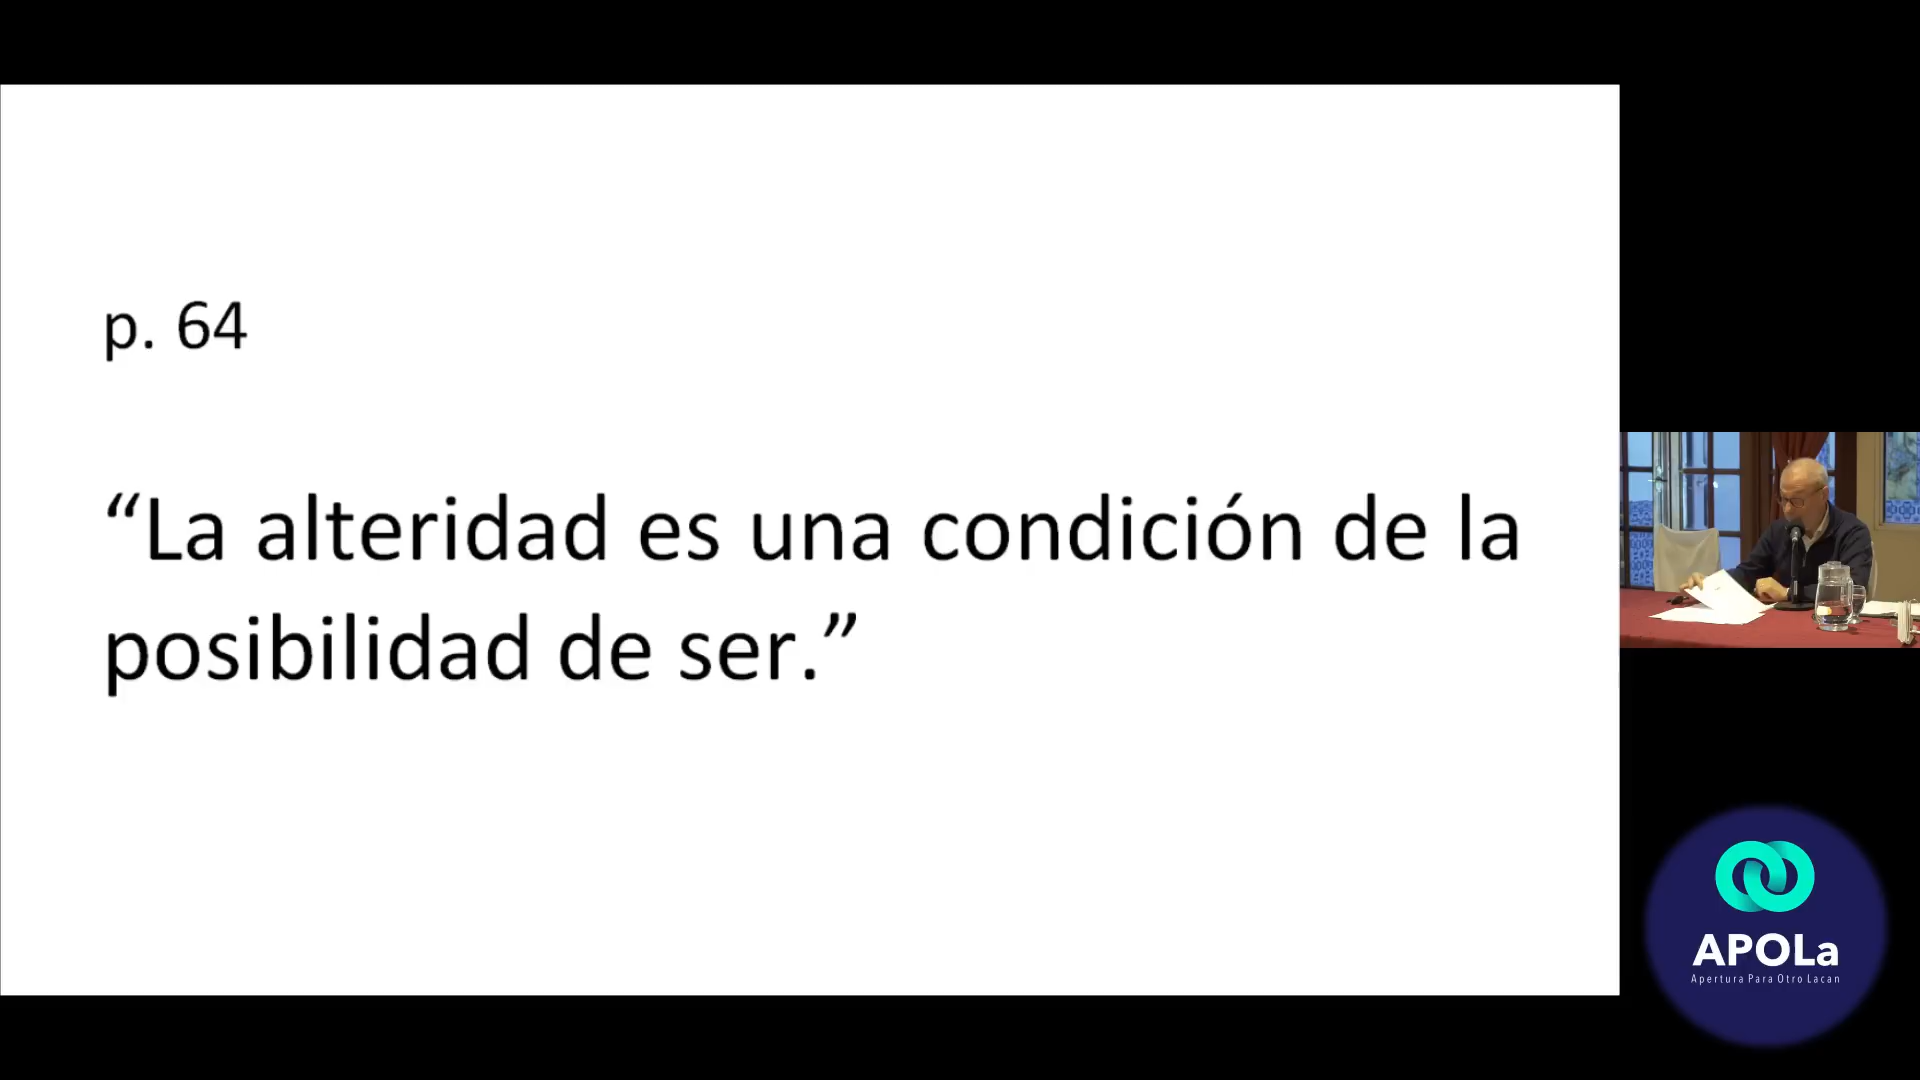 p. 64
“La alteridad es una condición de la
posibilidad de ser.”
APOLa
Apertura Para Otro Lacan